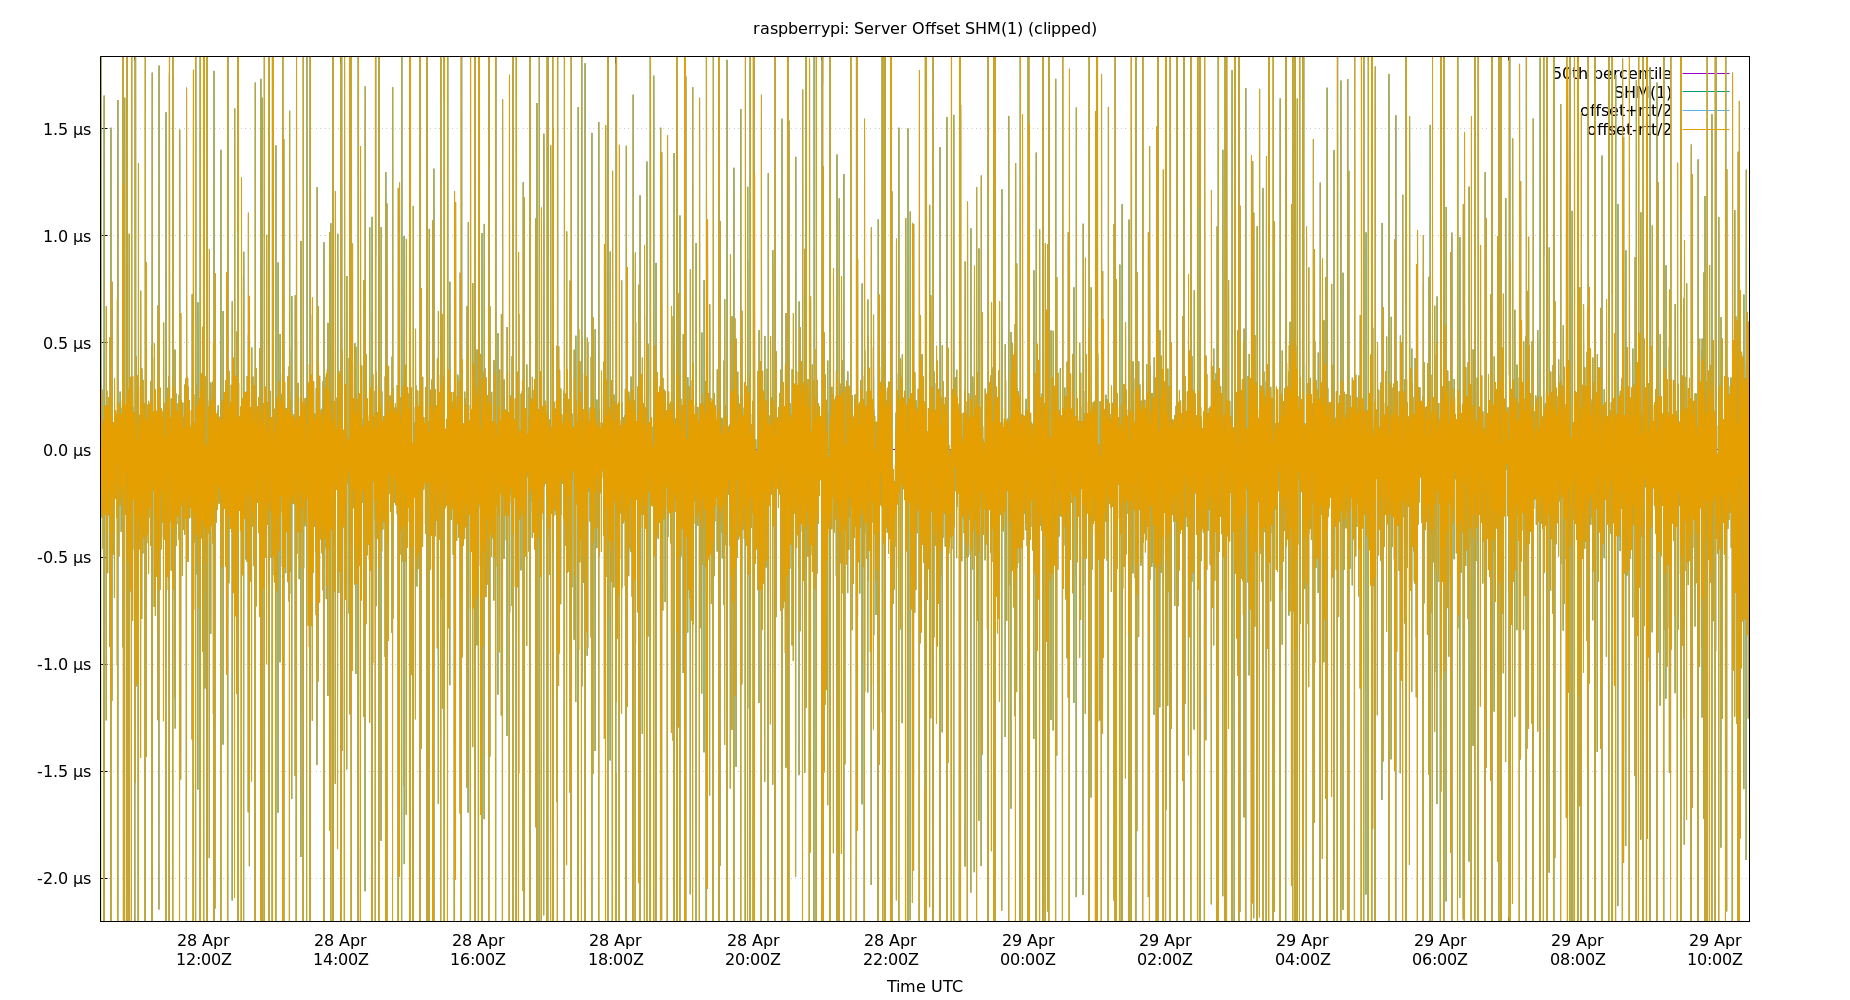 raspberrypi: Server Offset SHM(1) (clipped)
50th percentile
SHM(1)
offset+rtt/2
offset-rtt/2
1.5 µs
1.0 µs
0.5 µs
0.0 µs
-0.5 µs
-1.0 µs
-1.5 µs
-2.0 µs
28 Apr 28 Apr 28 Apr 28 Apr 28 Apr 28 Apr 29 Apr 29 Apr 29 Apr 29 Apr 29 Apr 29 Apr
12:00Z 14:00Z 16:00Z 18:00Z 20:00Z 22:00Z 00:00Z 02:00Z 04:00Z 06:00Z 08:00Z 10:00Z
Time UTC